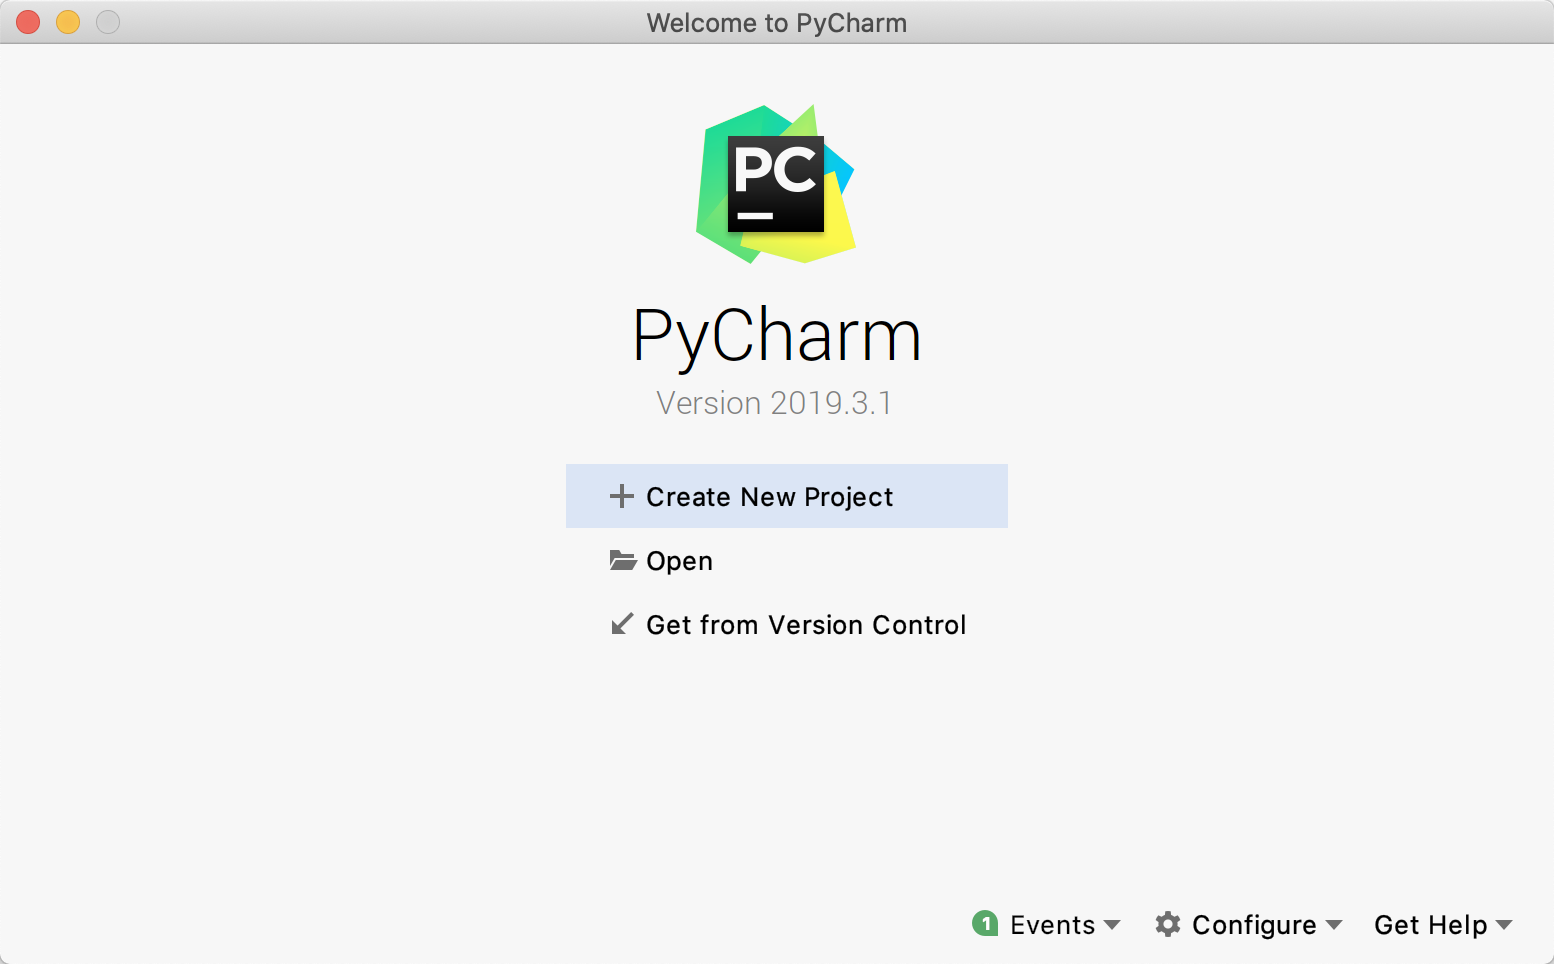 Welcome to PyCharm
PC
PyCharm
Version 2019.3.1
Create New Project
Open
Get from Version Control
1 Events Configure Get Help